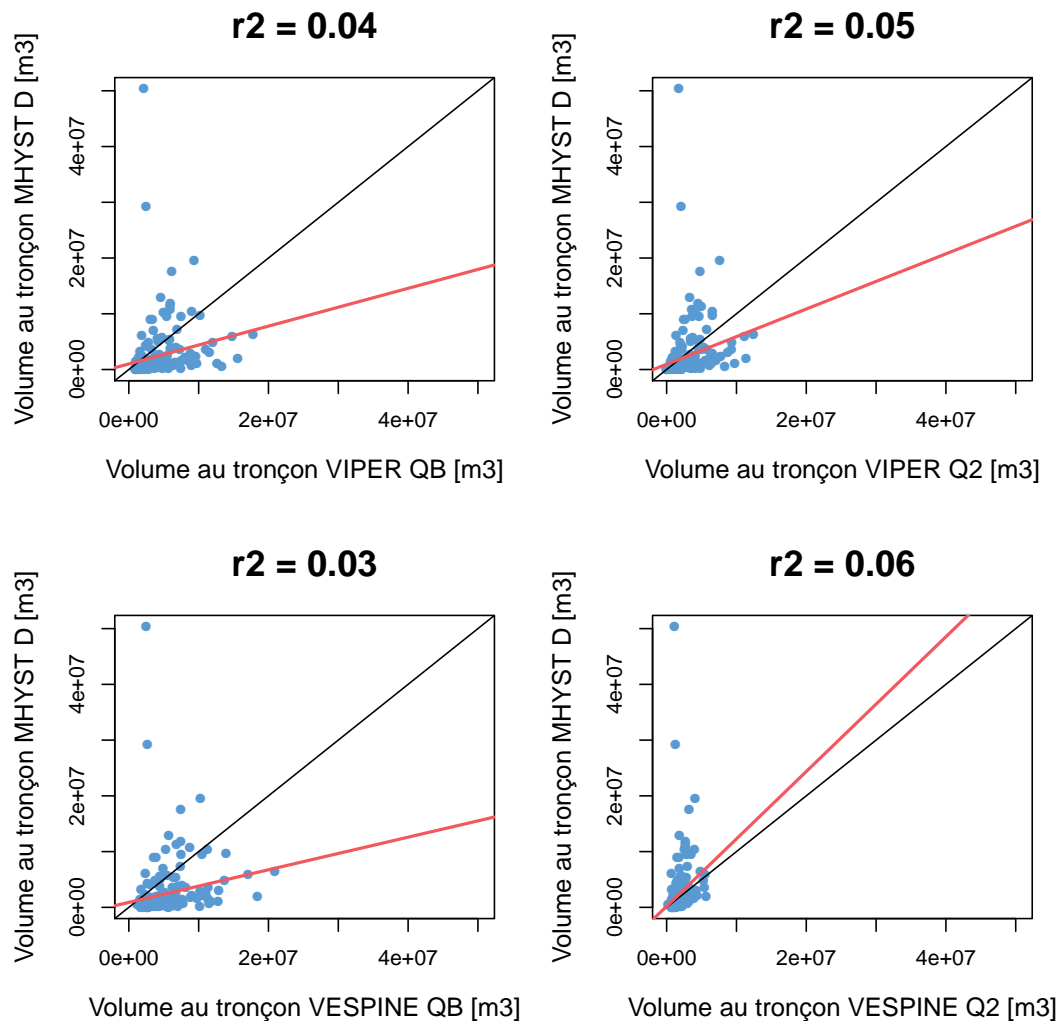 r2 = 0.04
Volume au tronçon MHYST D [m3]
0e+00 2e+07 4e+07
0e+00 2e+07 4e+07
Volume au tronçon VIPER QB [m3]
r2 = 0.05
Volume au tronçon MHYST D [m3]
0e+00 2e+07 4e+07
0e+00 2e+07 4e+07
Volume au tronçon VIPER Q2 [m3]
r2 = 0.03
Volume au tronçon MHYST D [m3]
0e+00 2e+07 4e+07
0e+00 2e+07 4e+07
Volume au tronçon VESPINE QB [m3]
r2 = 0.06
Volume au tronçon MHYST D [m3]
0e+00 2e+07 4e+07
0e+00 2e+07 4e+07
Volume au tronçon VESPINE Q2 [m3]